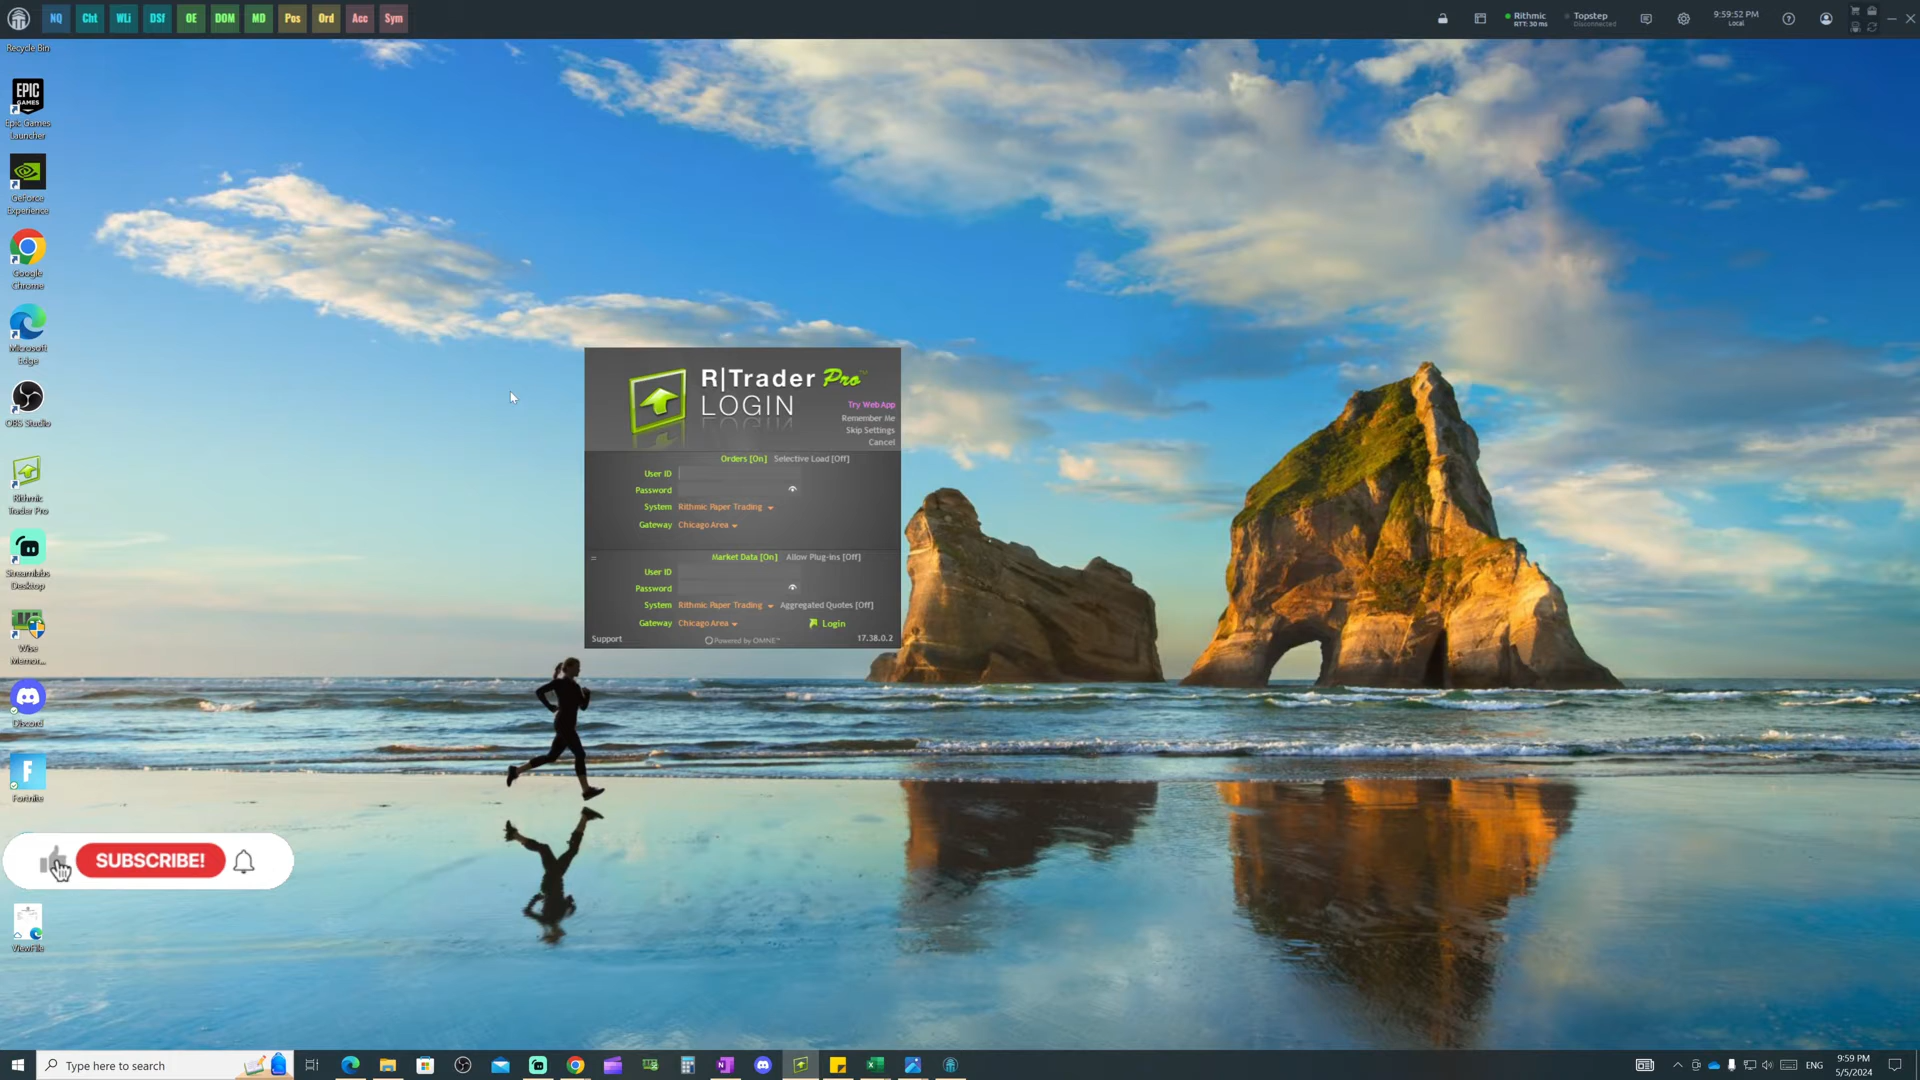 NQ Cht WLi DSf OE DOM MD Pos Ord Acc Sym
Rithmic
RTT: 30 ms
Topstep
Disconnected
9:59:52 PM
Local
Recycle Bin
EPIC
GAMES
Epic Games
Launcher
GeForce
Experience
Google
Chrome
Microsoft
Edge
OBS Studio
Rithmic
Trader Pro
Streamlabs
Desktop
Wise
Memor...
Discord
Fortnite
SUBSCRIBE!
ViewFile
R|Trader Pro™
LOGIN
Try Web App
Remember Me
Skip Settings
Cancel
Orders [On] Selective Load [Off]
User ID
Password
System Rithmic Paper Trading
Gateway Chicago Area
Market Data [On] Allow Plug-ins [Off]
User ID
Password
System Rithmic Paper Trading Aggregated Quotes [Off]
Gateway Chicago Area Login
Support Powered by OMNE™ 17.38.0.2
Type here to search
ENG
9:59 PM
5/5/2024